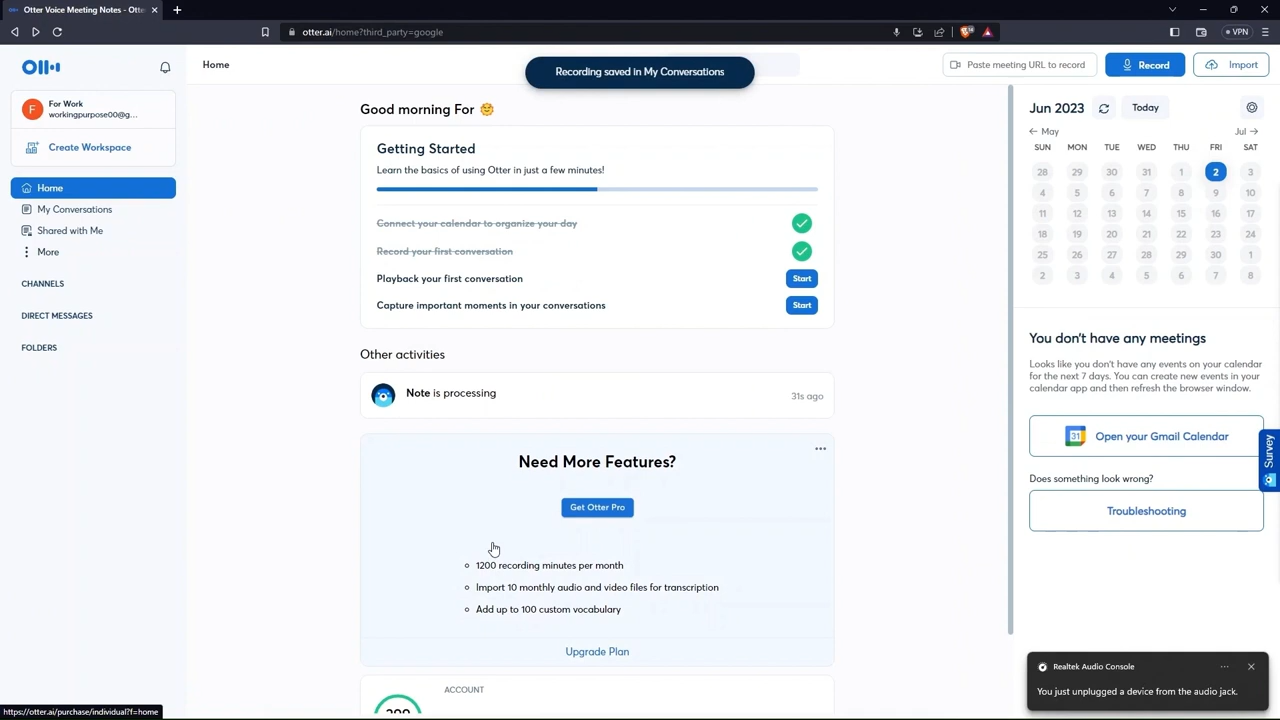 Otter Voice Meeting Notes - Otte
otter.ai/home?third_party=google
VPN
Home
Recording saved in My Conversations
Paste meeting URL to record
Record
Import
F
For Work
workingpurpose00@g...
Create Workspace
Home
My Conversations
Shared with Me
More
CHANNELS
DIRECT MESSAGES
FOLDERS
Good morning For
Getting Started
Learn the basics of using Otter in just a few minutes!
Connect your calendar to organize your day
Record your first conversation
Playback your first conversation
Start
Capture important moments in your conversations
Start
Other activities
Note is processing
31s ago
Need More Features?
Get Otter Pro
1200 recording minutes per month
Import 10 monthly audio and video files for transcription
Add up to 100 custom vocabulary
Upgrade Plan
ACCOUNT
Jun 2023
Today
May
Jul
SUN MON TUE WED THU FRI SAT
28 29 30 31 1 2 3
4 5 6 7 8 9 10
11 12 13 14 15 16 17
18 19 20 21 22 23 24
25 26 27 28 29 30 1
2 3 4 5 6 7 8
You don't have any meetings
Looks like you don't have any events on your calendar
for the next 7 days. You can create new events in your
calendar app and then refresh the browser window.
31
Open your Gmail Calendar
Does something look wrong?
Troubleshooting
Survey
Realtek Audio Console
You just unplugged a device from the audio jack.
https://otter.ai/purchase/individual?f=home